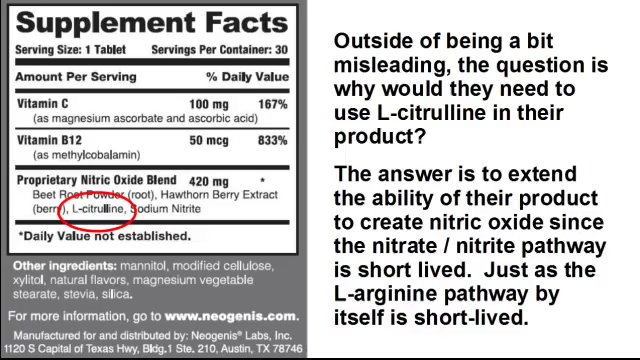 Supplement Facts
Serving Size: 1 Tablet Servings Per Container: 30
Amount Per Serving % Daily Value
Vitamin C 100 mg 167%
(as magnesium ascorbate and ascorbic acid)
Vitamin B12 50 mcg 833%
(as methylcobalamin)
Proprietary Nitric Oxide Blend 420 mg *
Beet Root Powder (root), Hawthorn Berry Extract
(berry), L-citrulline, Sodium Nitrite
*Daily Value not established.
Other ingredients: mannitol, modified cellulose,
xylitol, natural flavors, magnesium vegetable
stearate, stevia, silica.
For more information, go to www.neogenis.com.
Manufactured for and distributed by: Neogenis® Labs, Inc.
1120 S Capital of Texas Hwy, Bldg.1 Ste. 210, Austin, TX 78746
Outside of being a bit
misleading, the question is
why would they need to
use L-citrulline in their
product?
The answer is to extend
the ability of their product
to create nitric oxide since
the nitrate / nitrite pathway
is short lived. Just as the
L-arginine pathway by
itself is short-lived.